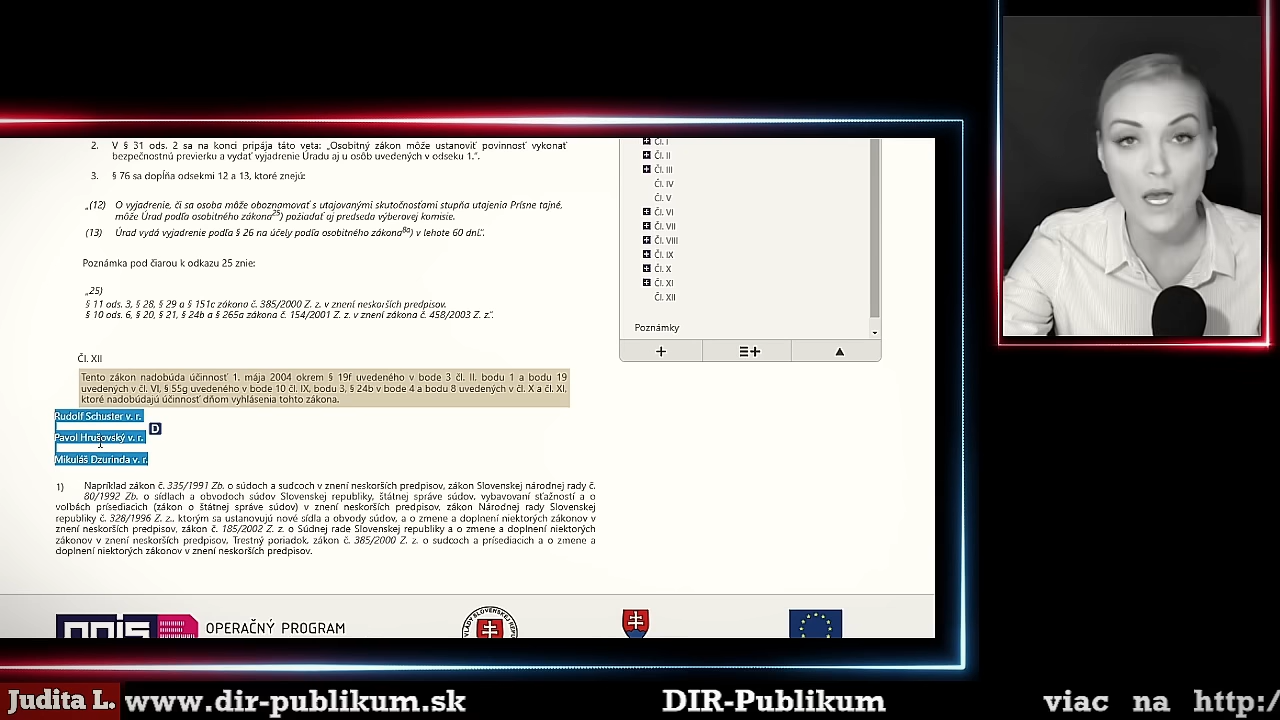 2. V § 31 ods. 2 sa na konci pripája táto veta: „Osobitný zákon môže ustanoviť povinnosť vykonať
bezpečnostnú previerku a vydať vyjadrenie Úradu aj u osôb uvedených v odseku 1.“.
3. § 76 sa dopĺňa odsekmi 12 a 13, ktoré znejú:
„(12) O vyjadrenie, či sa osoba môže oboznamovať s utajovanými skutočnosťami stupňa utajenia Prísne tajné,
môže Úrad podľa osobitného zákona25) požiadať aj predseda výberovej komisie.
(13) Úrad vydá vyjadrenie podľa § 26 na účely podľa osobitného zákona8a) v lehote 60 dní.“.
Poznámka pod čiarou k odkazu 25 znie:
„25)
§ 11 ods. 3, § 28, § 29 a § 151c zákona č. 385/2000 Z. z. v znení neskorších predpisov.
§ 10 ods. 6, § 20, § 21, § 24b a § 265a zákona č. 154/2001 Z. z. v znení zákona č. 458/2003 Z. z.“.
Čl. XII
Tento zákon nadobúda účinnosť 1. mája 2004 okrem § 19f uvedeného v bode 3 čl. II. bodu 1 a bodu 19
uvedených v čl. VI, § 55g uvedeného v bode 10 čl. IX, bodu 3, § 24b v bode 4 a bodu 8 uvedených v čl. X a čl. XI,
ktoré nadobúdajú účinnosť dňom vyhlásenia tohto zákona.
Rudolf Schuster v. r.
D
Pavol Hrušovský v. r.
Mikuláš Dzurinda v. r.
1) Napríklad zákon č. 335/1991 Zb. o súdoch a sudcoch v znení neskorších predpisov, zákon Slovenskej národnej rady č.
80/1992 Zb. o sídlach a obvodoch súdov Slovenskej republiky, štátnej správe súdov, vybavovaní sťažností a o
voľbách prísediacich (zákon o štátnej správe súdov) v znení neskorších predpisov, zákon Národnej rady Slovenskej
republiky č. 328/1996 Z. z., ktorým sa ustanovujú nové sídla a obvody súdov, a o zmene a doplnení niektorých zákonov v
znení neskorších predpisov, zákon č. 185/2002 Z. z. o Súdnej rade Slovenskej republiky a o zmene a doplnení niektorých
zákonov v znení neskorších predpisov. Trestný poriadok, zákon č. 385/2000 Z. z. o sudcoch a prísediacich a o zmene a
doplnení niektorých zákonov v znení neskorších predpisov.
Čl. I
Čl. II
Čl. III
Čl. IV
Čl. V
Čl. VI
Čl. VII
Čl. VIII
Čl. IX
Čl. X
Čl. XI
Čl. XII
Poznámky
OPERAČNÝ PROGRAM
Judita L. www.dir-publikum.sk DIR-Publikum viac na http:/